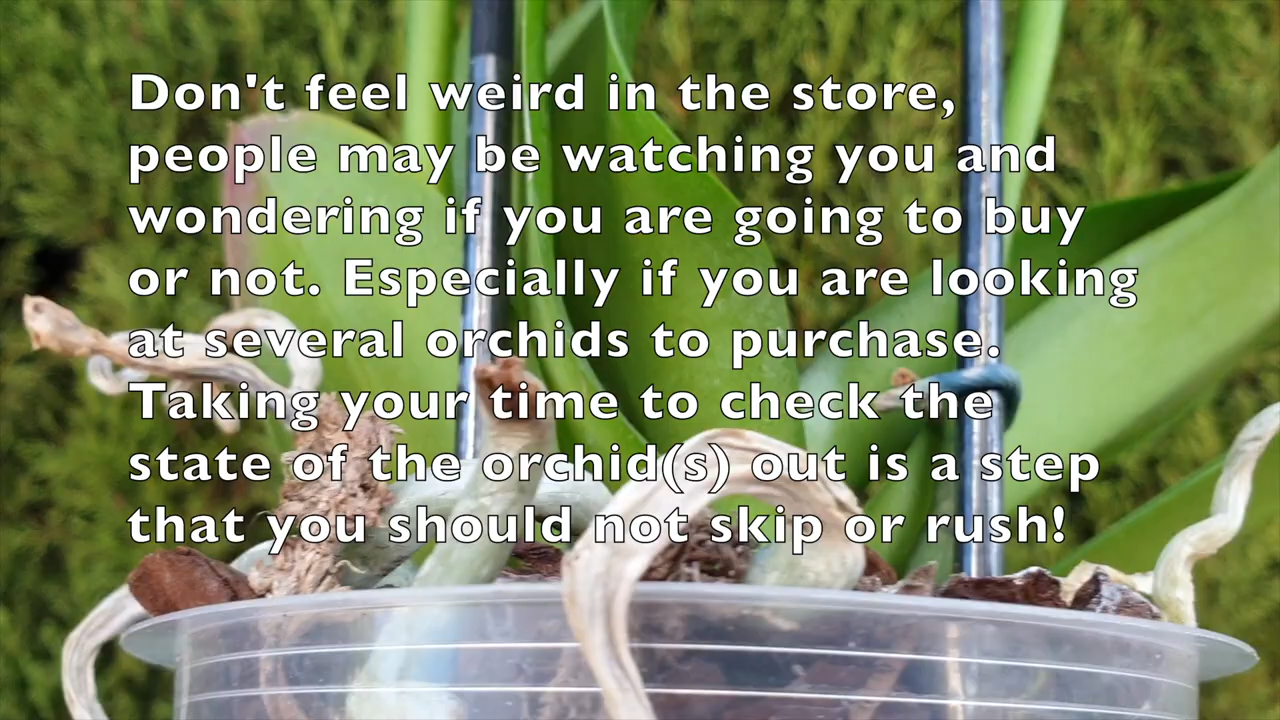 Don't feel weird in the store,
people may be watching you and
wondering if you are going to buy
or not. Especially if you are looking
at several orchids to purchase.
Taking your time to check the
state of the orchid(s) out is a step
that you should not skip or rush!